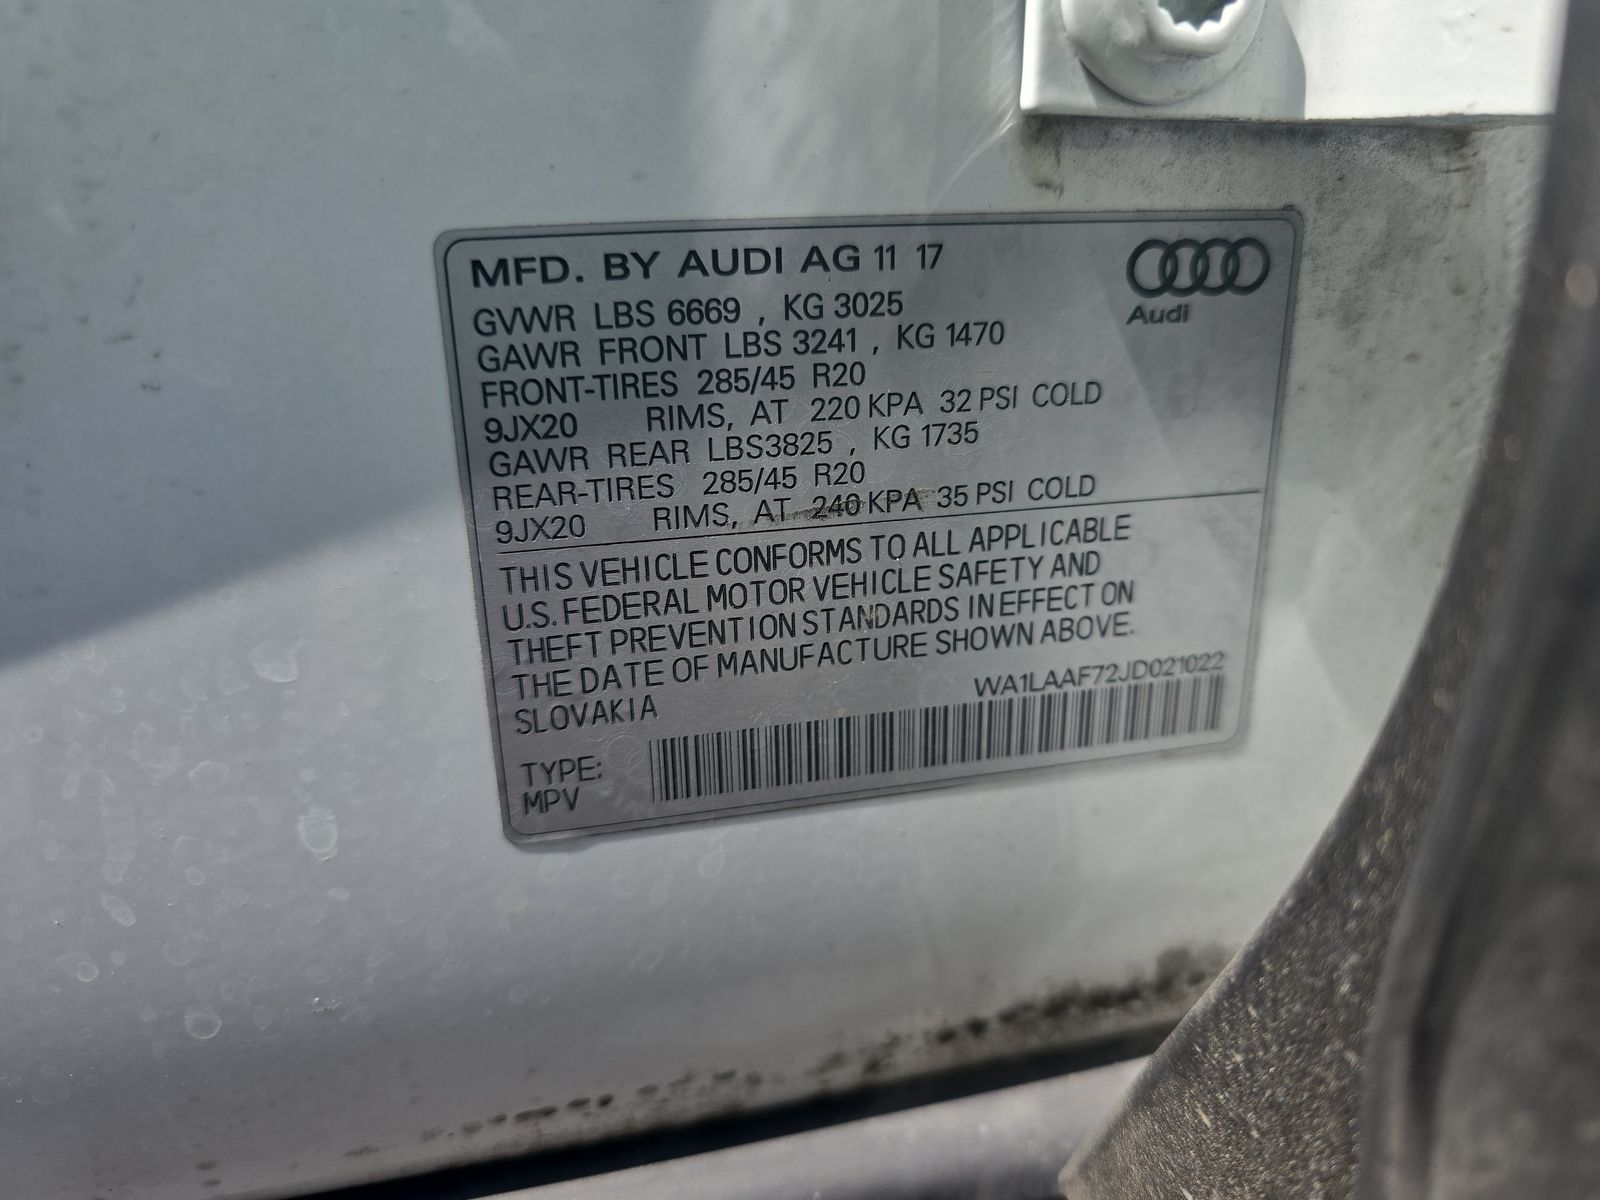 MFD. BY AUDI AG 11 17
Audi
GVWR LBS 6669 , KG 3025
GAWR FRONT LBS 3241 , KG 1470
FRONT-TIRES 285/45 R20
9JX20 RIMS, AT 220 KPA 32 PSI COLD
GAWR REAR LBS3825 , KG 1735
REAR-TIRES 285/45 R20
9JX20 RIMS, AT 240 KPA 35 PSI COLD
THIS VEHICLE CONFORMS TO ALL APPLICABLE
U.S. FEDERAL MOTOR VEHICLE SAFETY AND
THEFT PREVENTION STANDARDS IN EFFECT ON
THE DATE OF MANUFACTURE SHOWN ABOVE.
SLOVAKIA
WA1LAAF72JD021022
TYPE:
MPV